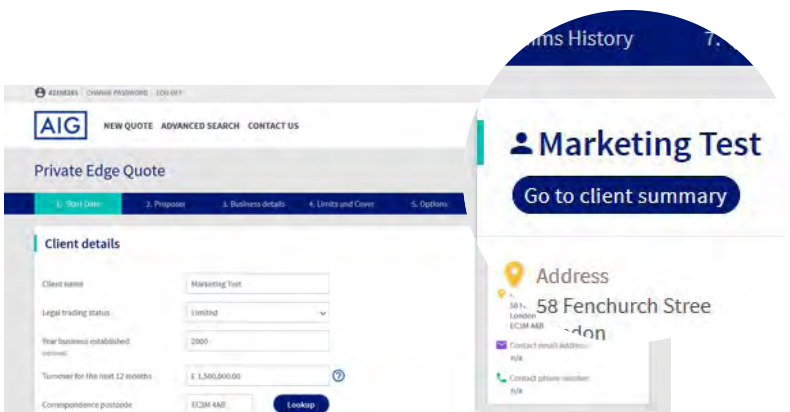 CHANGE PASSWORD LOG OFF
AIG
NEW QUOTE ADVANCED SEARCH CONTACT US
Private Edge Quote
1. Start Date
2. Proposer
3. Business details
4. Limits and Cover
5. Options
Client details
Client name
Marketing Test
Legal trading status
Limited
Year business established
2000
Turnover for the next 12 months
£ 1,500,000.00
Correspondence postcode
EC3M 4AB
Lookup
History
7.
Marketing Test
Go to client summary
Address
58 Fenchurch Stree
London
EC3M 4AB
Contact email address
n/a
Contact phone number
n/a